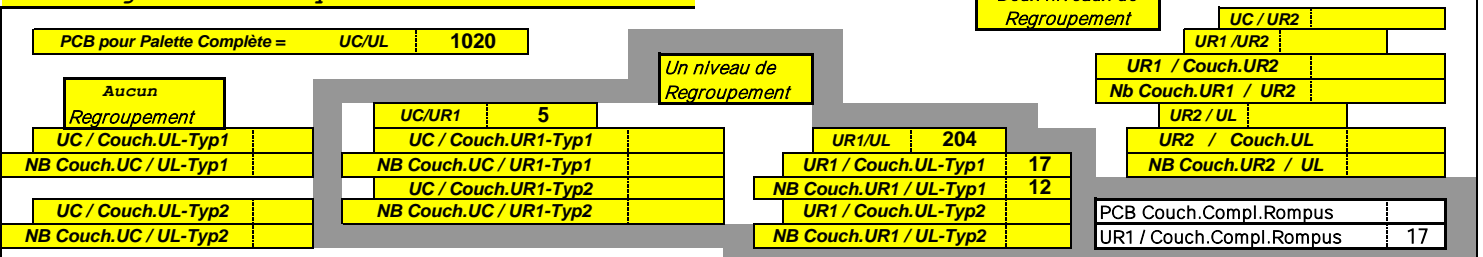 Regroupement
UC / UR2
PCB pour Palette Complète = UC/UL 1020
UR1 /UR2
Un niveau de
Regroupement
UR1 / Couch.UR2
Nb Couch.UR1 / UR2
Aucun
Regroupement
UC/UR1 5
UR2 / UL
UC / Couch.UL-Typ1
UC / Couch.UR1-Typ1
UR1/UL 204
UR2 / Couch.UL
NB Couch.UC / UL-Typ1
NB Couch.UC / UR1-Typ1
UR1 / Couch.UL-Typ1 17
NB Couch.UR2 / UL
UC / Couch.UR1-Typ2
NB Couch.UR1 / UL-Typ1 12
UC / Couch.UL-Typ2
NB Couch.UC / UR1-Typ2
UR1 / Couch.UL-Typ2
PCB Couch.Compl.Rompus
NB Couch.UC / UL-Typ2
NB Couch.UR1 / UL-Typ2
UR1 / Couch.Compl.Rompus 17